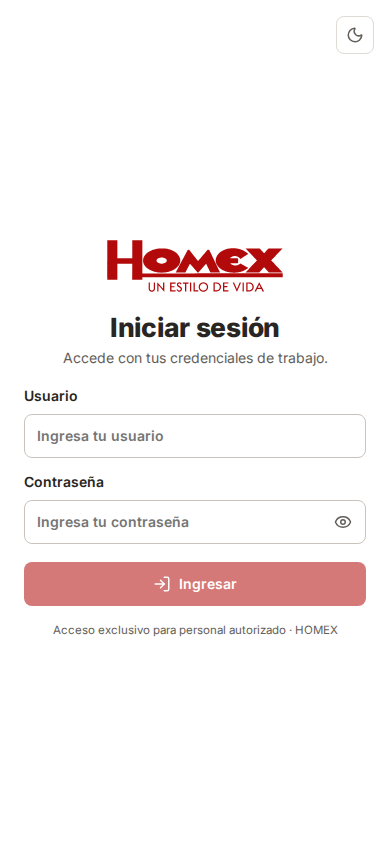 HOMEX
UN ESTILO DE VIDA
Iniciar sesión
Accede con tus credenciales de trabajo.
Usuario
Ingresa tu usuario
Contraseña
Ingresa tu contraseña
Ingresar
Acceso exclusivo para personal autorizado · HOMEX